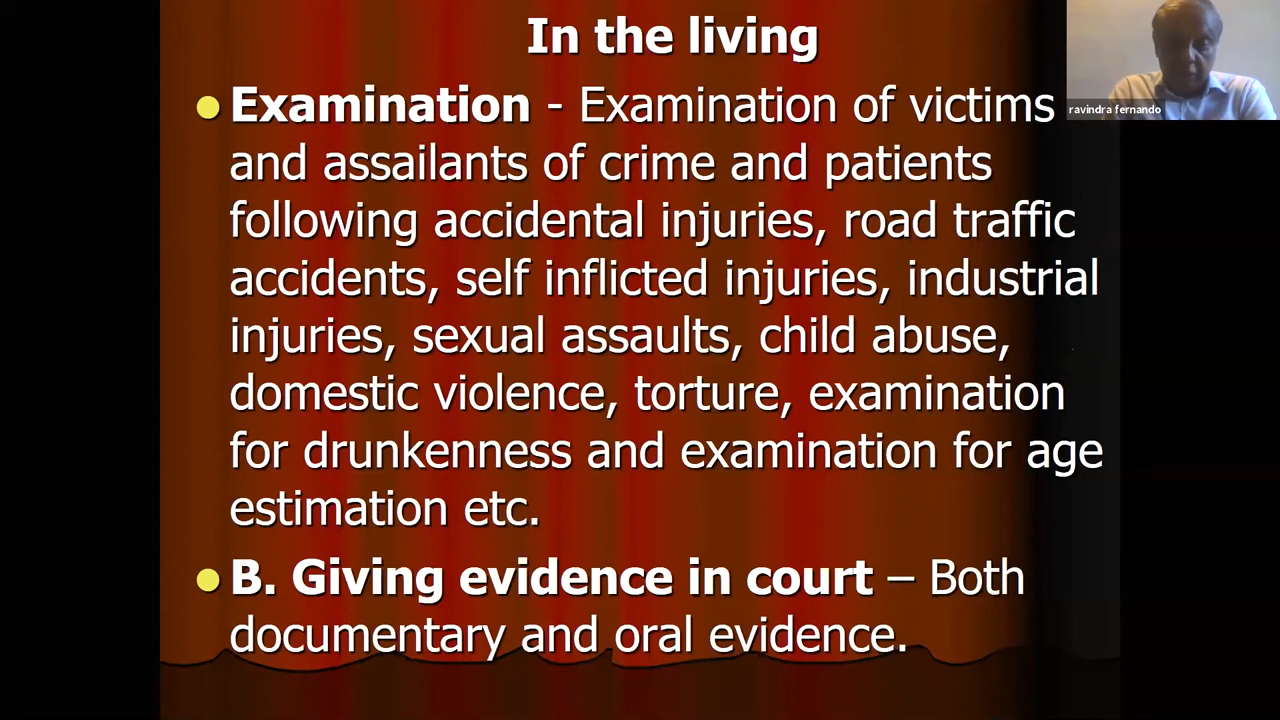 In the living
Examination - Examination of victims
and assailants of crime and patients
following accidental injuries, road traffic
accidents, self inflicted injuries, industrial
injuries, sexual assaults, child abuse,
domestic violence, torture, examination
for drunkenness and examination for age
estimation etc.
B. Giving evidence in court – Both
documentary and oral evidence.
ravindra fernando